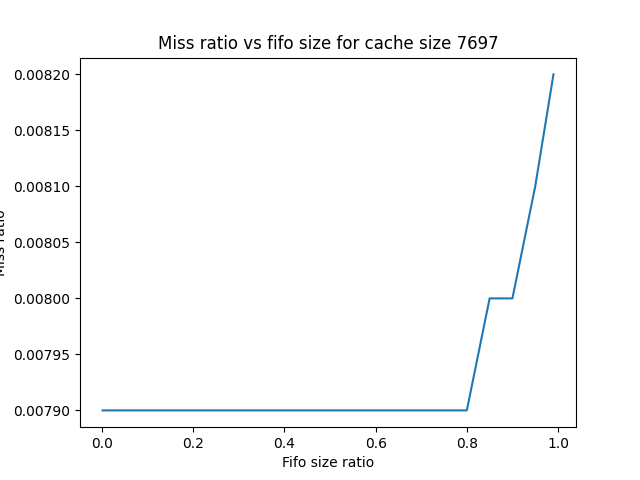 Miss ratio vs fifo size for cache size 7697
0.00820
0.00815
0.00810
0.00805
0.00800
0.00795
0.00790
Miss ratio
0.0 0.2 0.4 0.6 0.8 1.0
Fifo size ratio